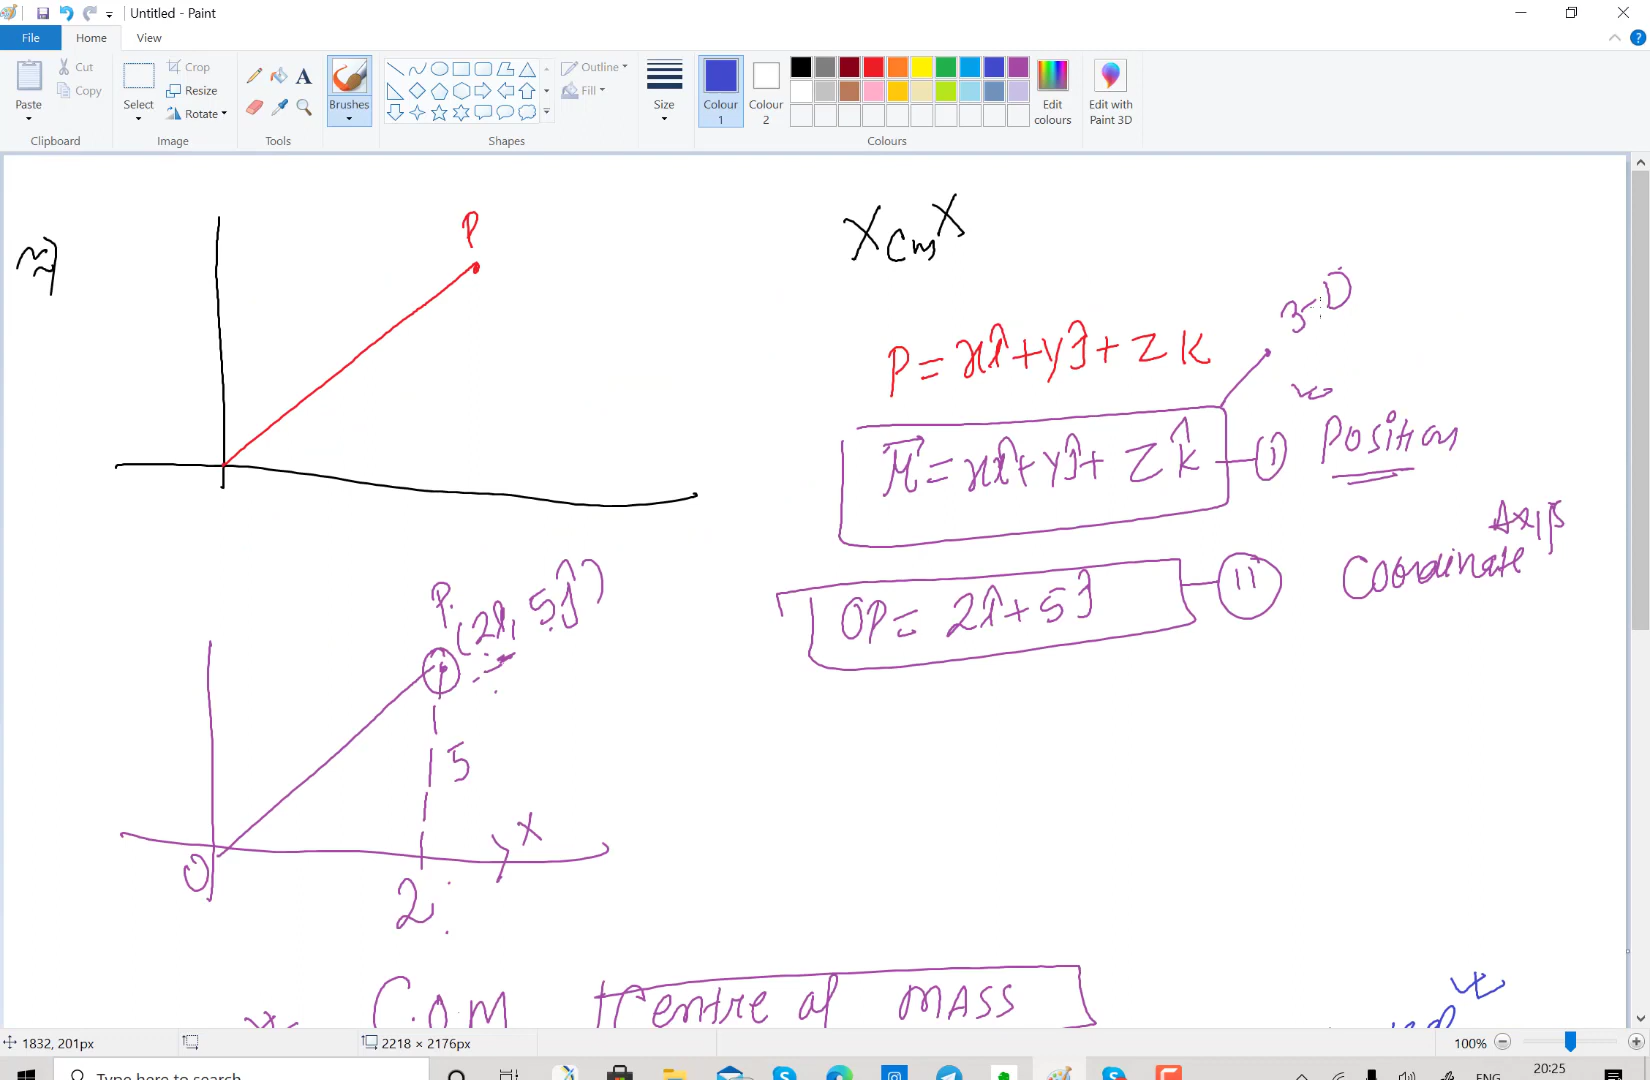 Untitled - Paint
File Home View
Paste
Cut
Copy
Clipboard
Select
Crop
Resize
Rotate
Image
Tools
Brushes
Shapes
Outline
Fill
Size
Colour 1
Colour 2
Edit colours
Edit with Paint 3D
Colours
P
X Cm X
3-D
P = xî + yĵ + z k
r⃗ = xî + yĵ + z k̂
I
Position
Axis
Coordinate
OP = 2î + 5ĵ
II
P
(2î, 5ĵ)
5
X
O
2
C.O.M Centre of MASS
1832, 201px
2218 × 2176px
100%
Type here to search
ENG
20:25